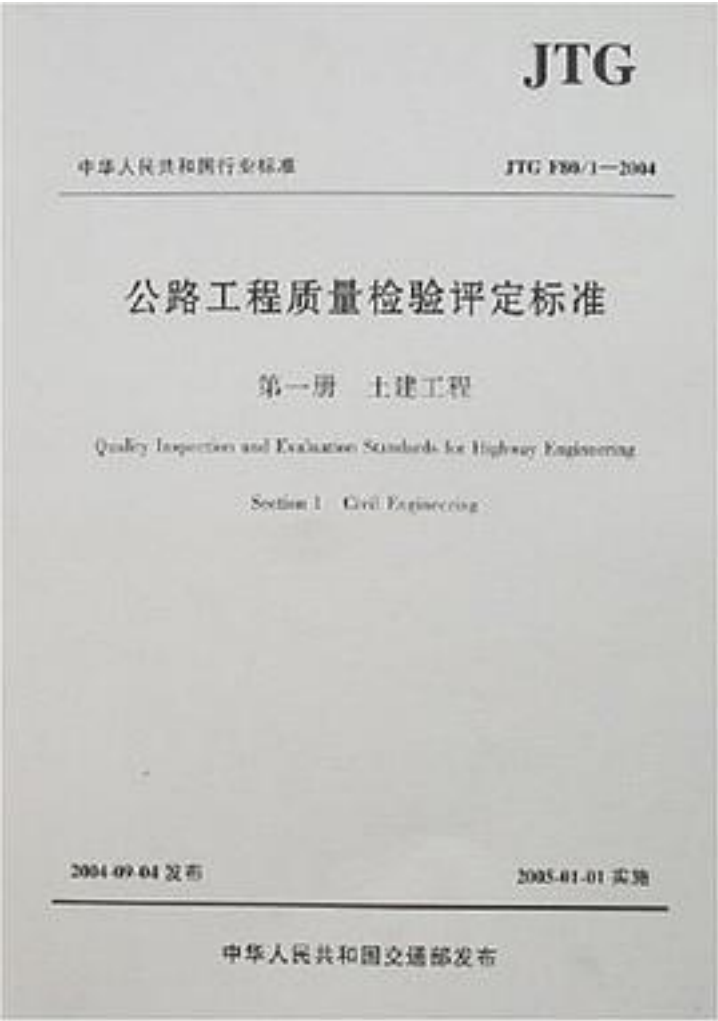 JTG
中华人民共和国行业标准 JTG F80/1—2004
公路工程质量检验评定标准
第一册 土建工程
Quality Inspection and Evaluation Standards for Highway Engineering
Section 1 Civil Engineering
2004-09-04 发布 2005-01-01 实施
中华人民共和国交通部发布